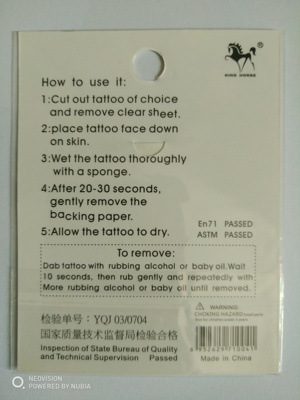 KING HORSE ®
How to use it:
1:Cut out tattoo of choice
and remove clear sheet.
2:place tattoo face down
on skin.
3:Wet the tattoo thoroughly
with a sponge.
4:After 20-30 seconds,
gently remove the
backing paper.
5:Allow the tattoo to dry.
En71 PASSED
ASTM PASSED
To remove:
Dab tattoo with rubbing alcohol or baby oil.Wait
10 seconds, then rub gently and repeatedly with
More rubbing alcohol or baby oil until removed.
检验单号:YQJ 03/0704
国家质量技术监督局检验合格
Inspection of State Bureau of Quality
and Technical Supervision Passed
WARNING:
CHOKING HAZARD
Made in China
NEOVISION
POWERED BY NUBIA